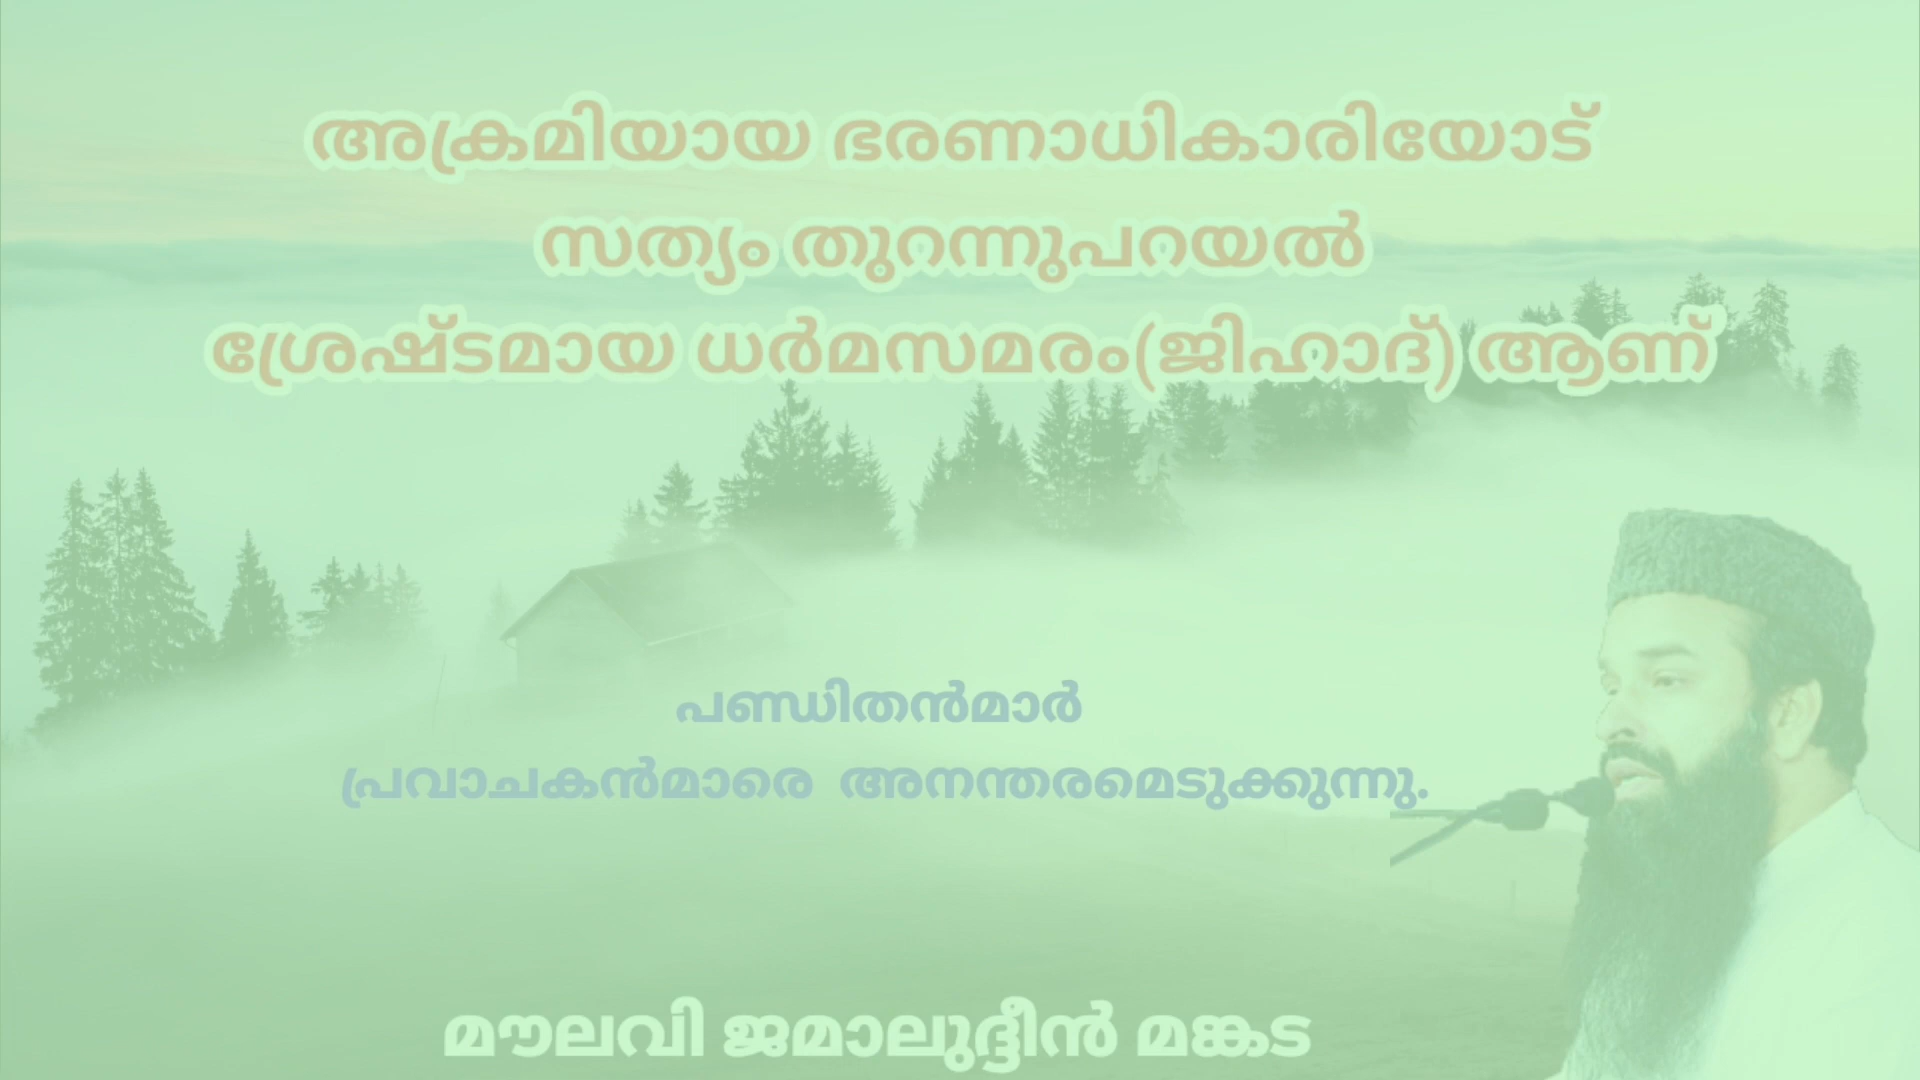 അക്രമിയായ ഭരണാധികാരിയോട്
സത്യം തുറന്നുപറയൽ
ശ്രേഷ്ടമായ ധർമസമരം(ജിഹാദ്) ആണ്
പണ്ഡിതൻമാർ
പ്രവാചകൻമാരെ അനന്തരമെടുക്കുന്നു.
മൗലവി ജമാലുദ്ദീൻ മങ്കട